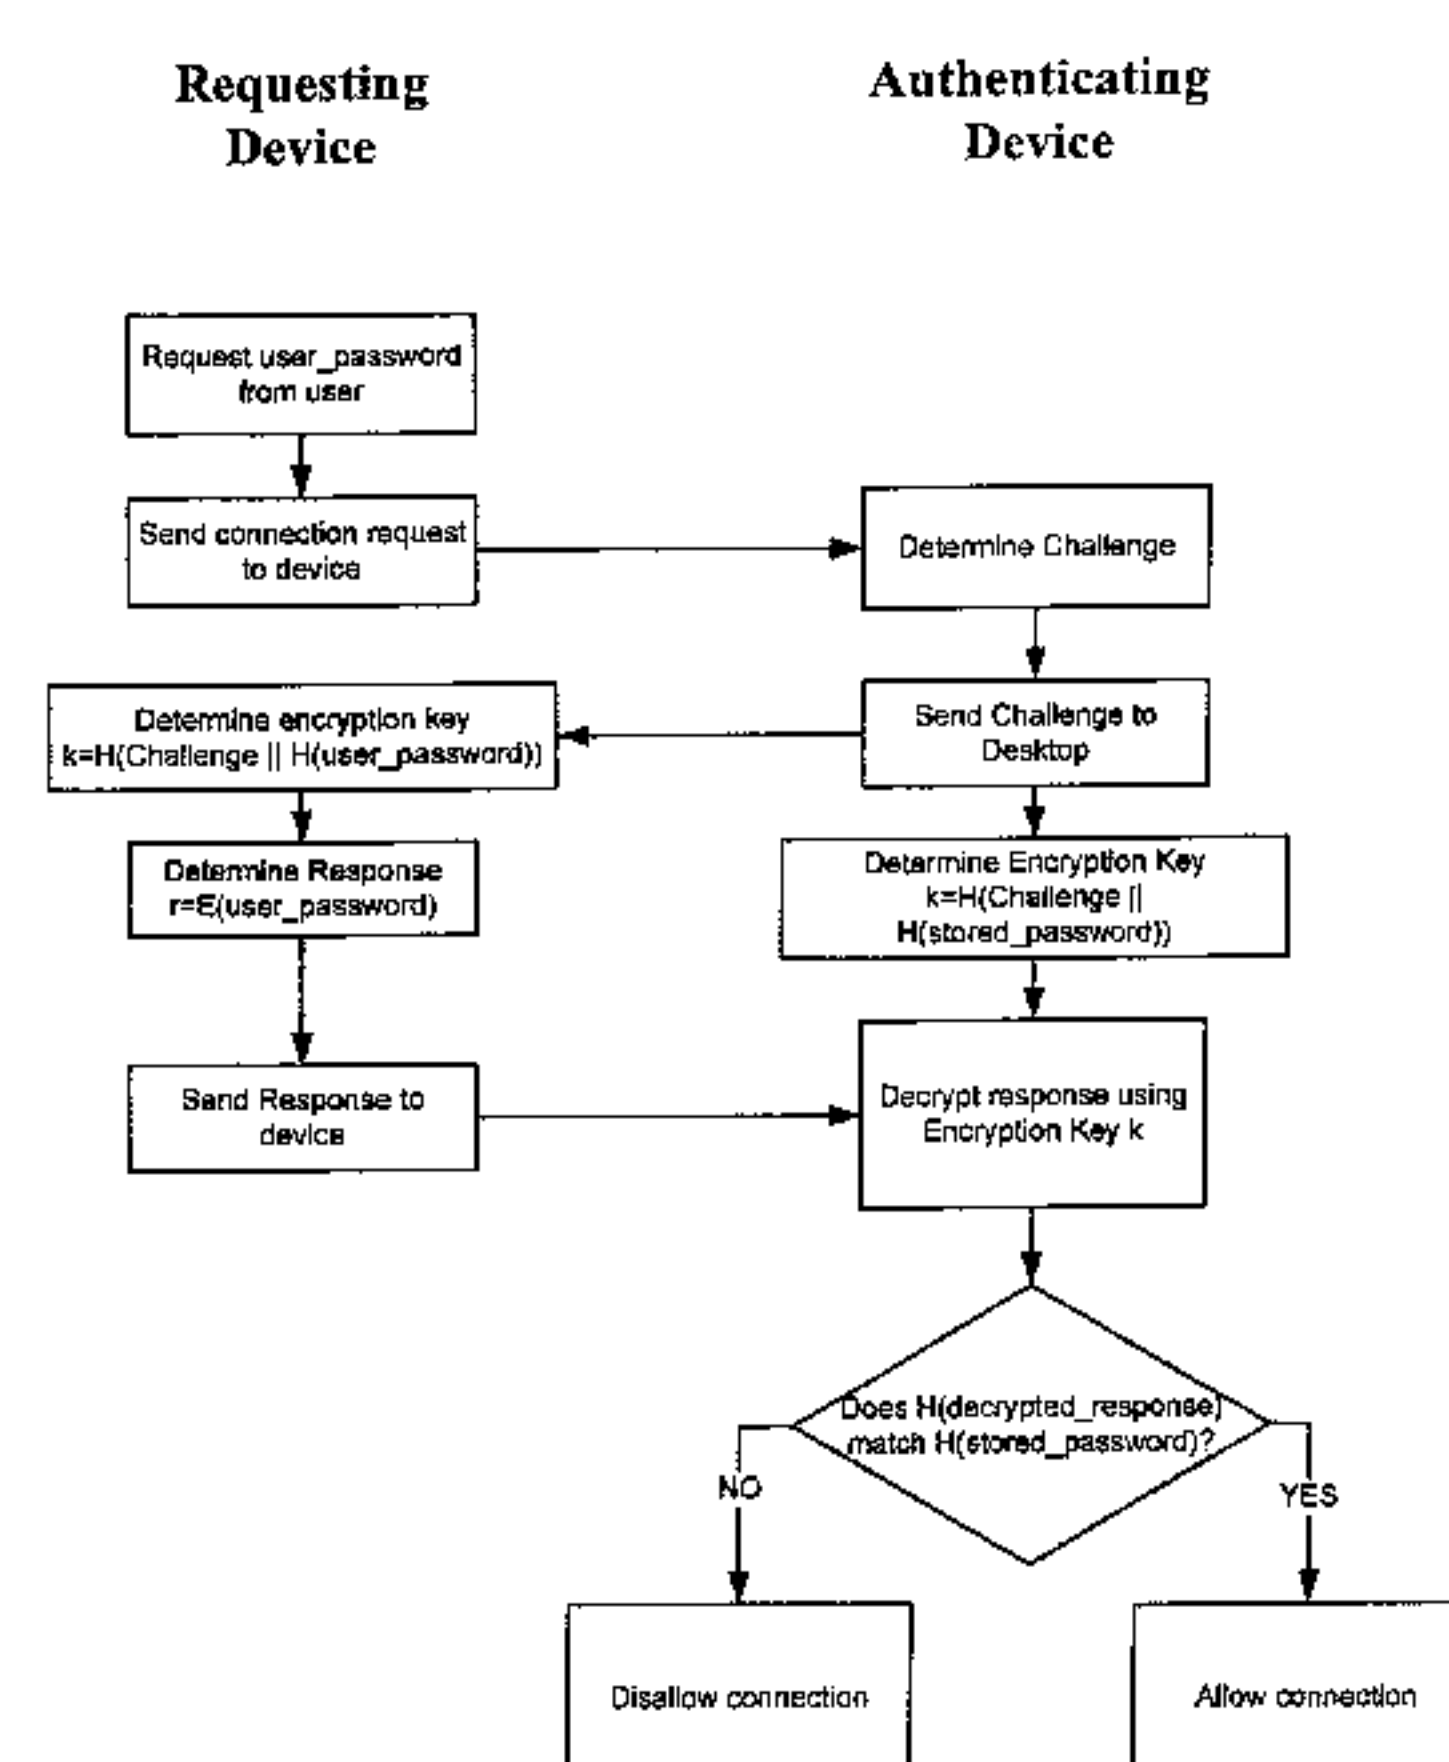 Requesting
Device
Authenticating
Device
Request user_password
from user
Send connection request
to device
Determine Challenge
Determine encryption key
k=H(Challenge || H(user_password))
Send Challenge to
Desktop
Determine Response
r=E(user_password)
Determine Encryption Key
k=H(Challenge ||
H(stored_password))
Send Response to
device
Decrypt response using
Encryption Key k
Does H(decrypted_response)
match H(stored_password)?
NO
YES
Disallow connection
Allow connection